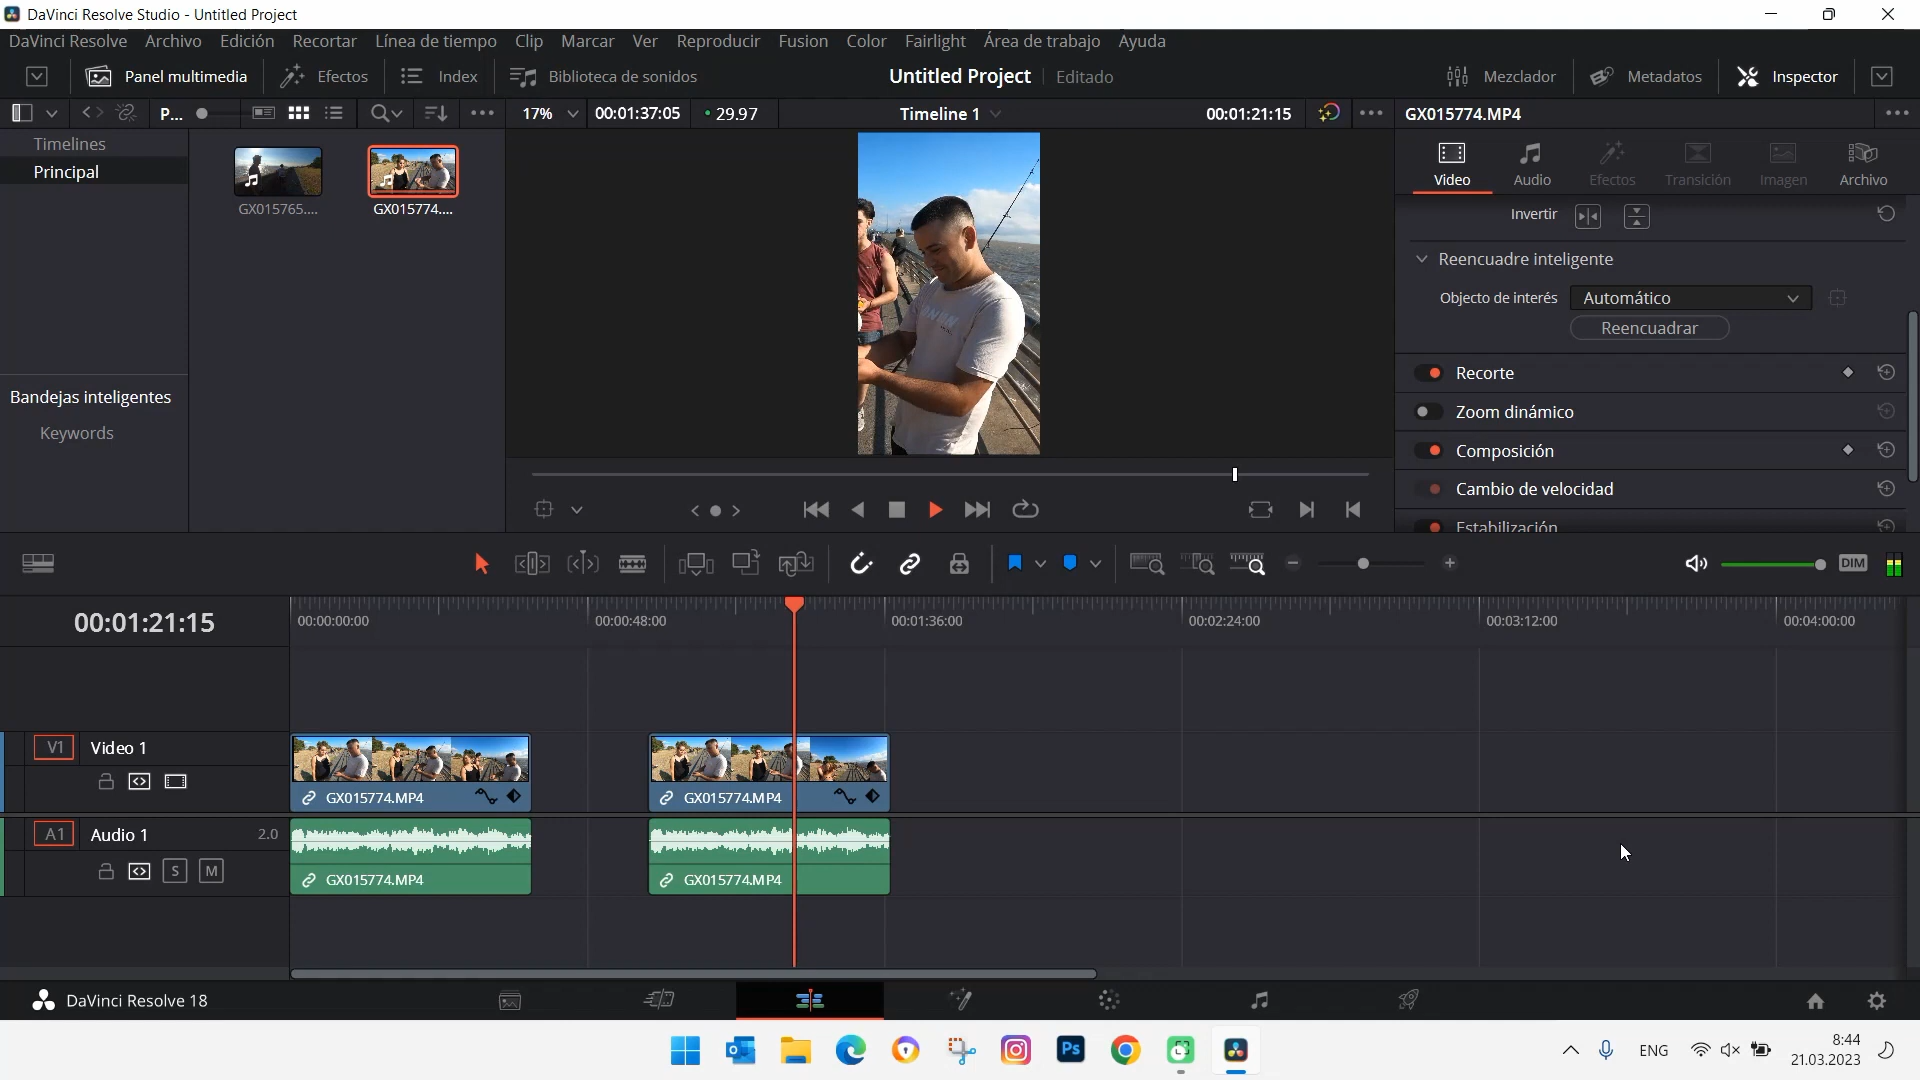 DaVinci Resolve Studio - Untitled Project
DaVinci Resolve Archivo Edición Recortar Línea de tiempo Clip Marcar Ver Reproducir Fusion Color Fairlight Área de trabajo Ayuda
Panel multimedia Efectos Index Biblioteca de sonidos Untitled Project Editado Mezclador Metadatos Inspector
P... 17% 00:01:37:05 29.97 Timeline 1 00:01:21:15 GX015774.MP4
Timelines
Principal
GX015765.... GX015774....
Video Audio Efectos Transición Imagen Archivo
Invertir
Reencuadre inteligente
Objecto de interés Automático
Reencuadrar
Recorte
Zoom dinámico
Composición
Cambio de velocidad
Estabilización
Bandejas inteligentes
Keywords
DIM
00:01:21:15
00:00:00:00 00:00:48:00 00:01:36:00 00:02:24:00 00:03:12:00 00:04:00:00
V1 Video 1
GX015774.MP4 GX015774.MP4
A1 Audio 1 2.0
S M
GX015774.MP4 GX015774.MP4
DaVinci Resolve 18
Ps
ENG
8:44
21.03.2023